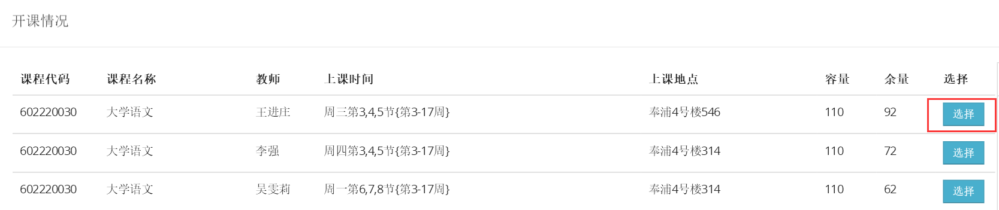 开课情况
课程代码 课程名称 教师 上课时间 上课地点 容量 余量 选择
602220030 大学语文 王进庄 周三第3,4,5节{第3-17周} 奉浦4号楼546 110 92 选择
602220030 大学语文 李强 周四第3,4,5节{第3-17周} 奉浦4号楼314 110 72 选择
602220030 大学语文 吴雯莉 周一第6,7,8节{第3-17周} 奉浦4号楼314 110 62 选择